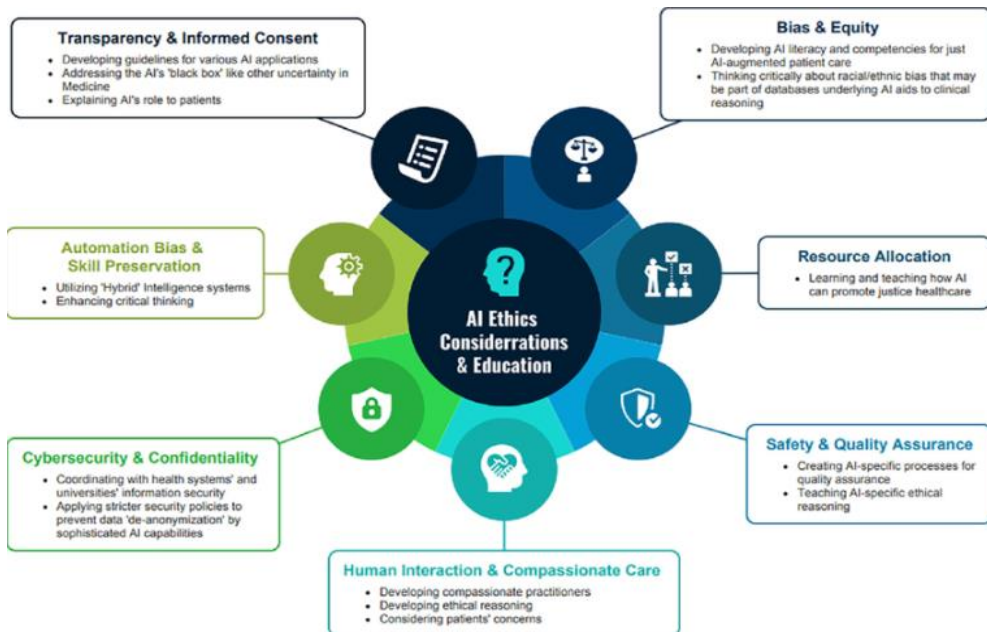 Transparency & Informed Consent
• Developing guidelines for various AI applications
• Addressing the AI's 'black box' like other uncertainty in
Medicine
• Explaining AI's role to patients
Bias & Equity
• Developing AI literacy and competencies for just
AI-augmented patient care
• Thinking critically about racial/ethnic bias that may
be part of databases underlying AI aids to clinical
reasoning
Automation Bias &
Skill Preservation
• Utilizing 'Hybrid' Intelligence systems
• Enhancing critical thinking
?
AI Ethics
Considerrations
& Education
Resource Allocation
• Learning and teaching how AI
can promote justice healthcare
Cybersecurity & Confidentiality
• Coordinating with health systems' and
universities' information security
• Applying stricter security policies to
prevent data 'de-anonymization' by
sophisticated AI capabilities
Safety & Quality Assurance
• Creating AI-specific processes for
quality assurance
• Teaching AI-specific ethical
reasoning
Human Interaction & Compassionate Care
• Developing compassionate practitioners
• Developing ethical reasoning
• Considering patients' concerns